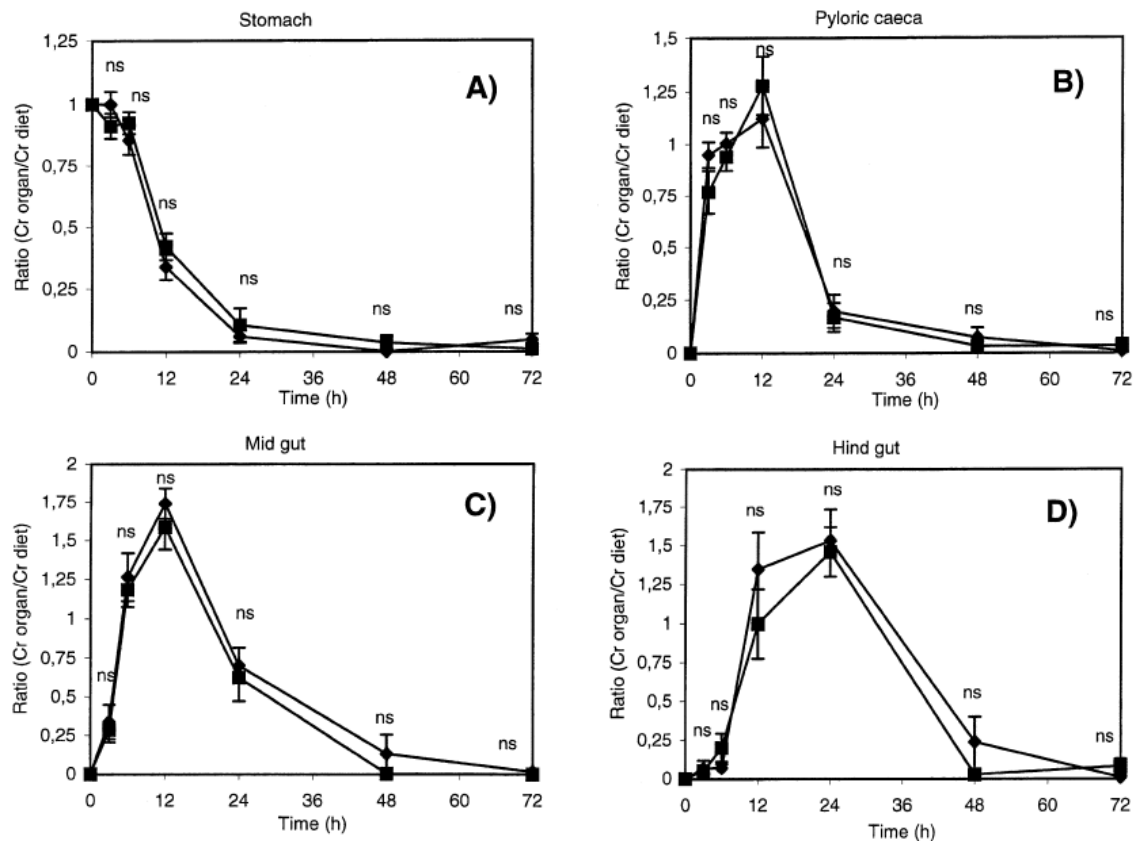 Stomach
A)
Ratio (Cr organ/Cr diet)
1,25
1
0,75
0,5
0,25
0
ns
ns
ns
ns
ns
ns
0 12 24 36 48 60 72
Time (h)
Pyloric caeca
B)
Ratio (Cr organ/Cr diet)
1,5
1,25
1
0,75
0,5
0,25
0
ns
ns
ns
ns
ns
ns
0 12 24 36 48 60 72
Time (h)
Mid gut
C)
Ratio (Cr organ/Cr diet)
2
1,75
1,5
1,25
1
0,75
0,5
0,25
0
ns
ns
ns
ns
ns
ns
0 12 24 36 48 60 72
Time (h)
Hind gut
D)
Ratio (Cr organ/Cr diet)
2
1,75
1,5
1,25
1
0,75
0,5
0,25
0
ns
ns
ns
ns
ns
ns
0 12 24 36 48 60 72
Time (h)